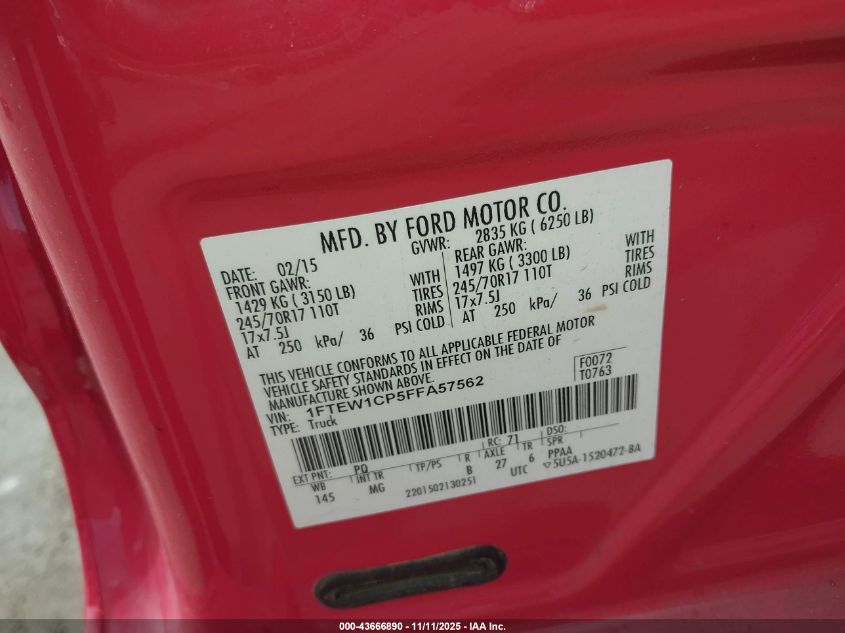 MFD. BY FORD MOTOR CO.
DATE: 02/15 GVWR: 2835 KG ( 6250 LB)
FRONT GAWR: REAR GAWR:
1429 KG ( 3150 LB) WITH 1497 KG ( 3300 LB) WITH
245/70R17 110T TIRES 245/70R17 110T TIRES
17x7.5J RIMS 17x7.5J RIMS
AT 250 kPa/ 36 PSI COLD AT 250 kPa/ 36 PSI COLD
THIS VEHICLE CONFORMS TO ALL APPLICABLE FEDERAL MOTOR
VEHICLE SAFETY STANDARDS IN EFFECT ON THE DATE OF
MANUFACTURE SHOWN ABOVE.
VIN: 1FTEW1CP5FFA57562 F0072
TYPE: Truck T0763
EXT PNT: PQ RC: 71 DSO:
WB INT TR TP/PS R AXLE TR SPR
145 MG B 27 6 PPAA
2201502130251 UTC ▽5U5A-1520472-BA
000-43666890 - 11/11/2025 - IAA Inc.